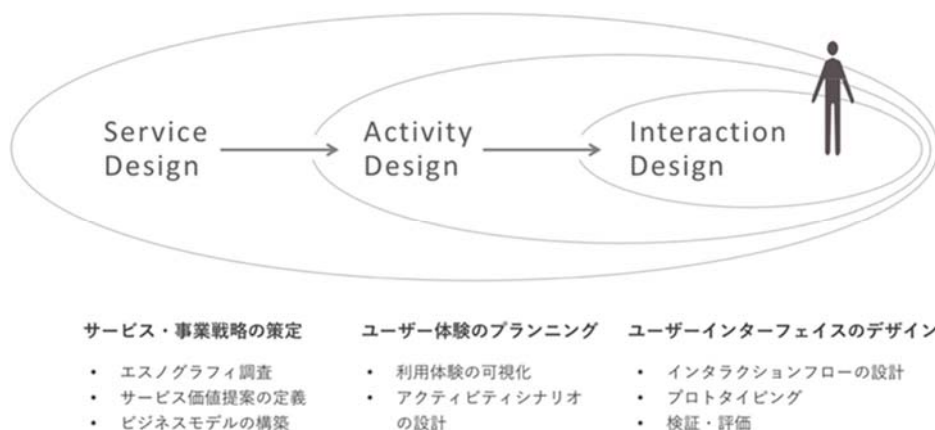 Service
Design
Activity
Design
Interaction
Design
サービス・事業戦略の策定
• エスノグラフィ調査
• サービス価値提案の定義
• ビジネスモデルの構築
ユーザー体験のプランニング
• 利用体験の可視化
• アクティビティシナリオ
の設計
ユーザーインターフェイスのデザイン
• インタラクションフローの設計
• プロトタイピング
• 検証・評価